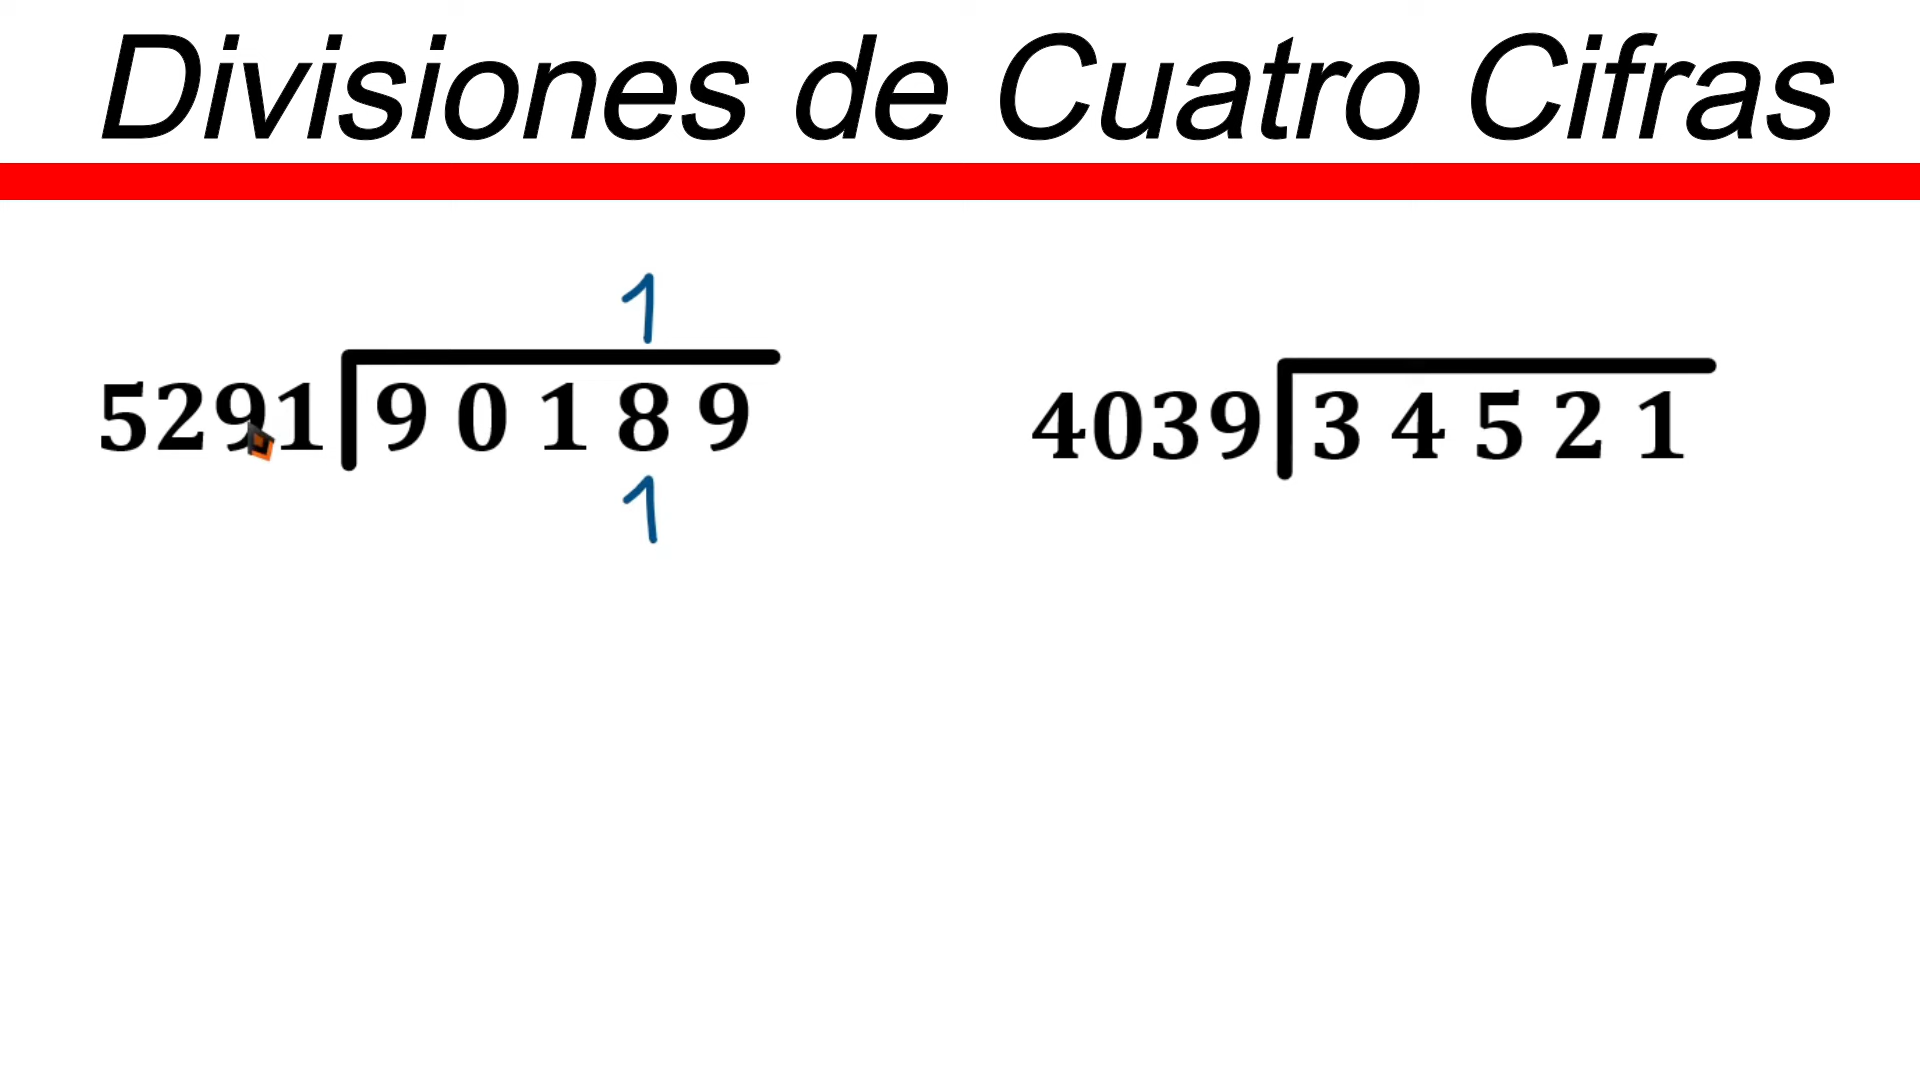 Divisiones de Cuatro Cifras
1
5291 9 0 1 8 9
1
4039 3 4 5 2 1